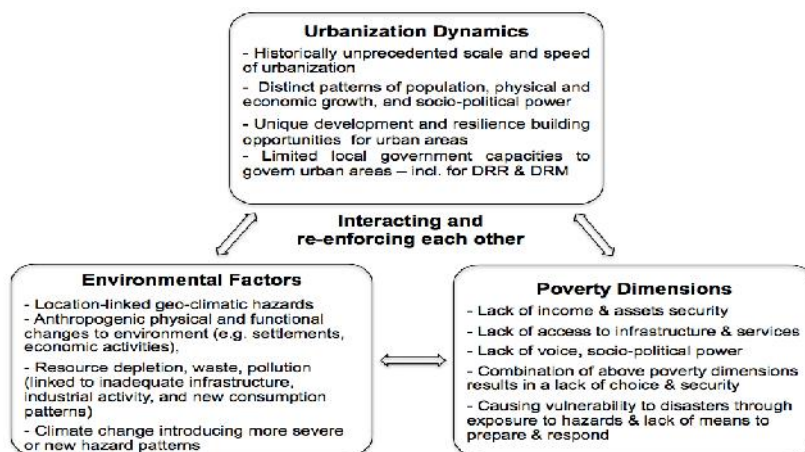 Urbanization Dynamics
- Historically unprecedented scale and speed
of urbanization
- Distinct patterns of population, physical and
economic growth, and socio-political power
- Unique development and resilience building
opportunities for urban areas
- Limited local government capacities to
govern urban areas – incl. for DRR & DRM
Interacting and
re-enforcing each other
Environmental Factors
- Location-linked geo-climatic hazards
- Anthropogenic physical and functional
changes to environment (e.g. settlements,
economic activities),
- Resource depletion, waste, pollution
(linked to inadequate infrastructure,
industrial activity, and new consumption
patterns)
- Climate change introducing more severe
or new hazard patterns
Poverty Dimensions
- Lack of income & assets security
- Lack of access to infrastructure & services
- Lack of voice, socio-political power
- Combination of above poverty dimensions
results in a lack of choice & security
- Causing vulnerability to disasters through
exposure to hazards & lack of means to
prepare & respond